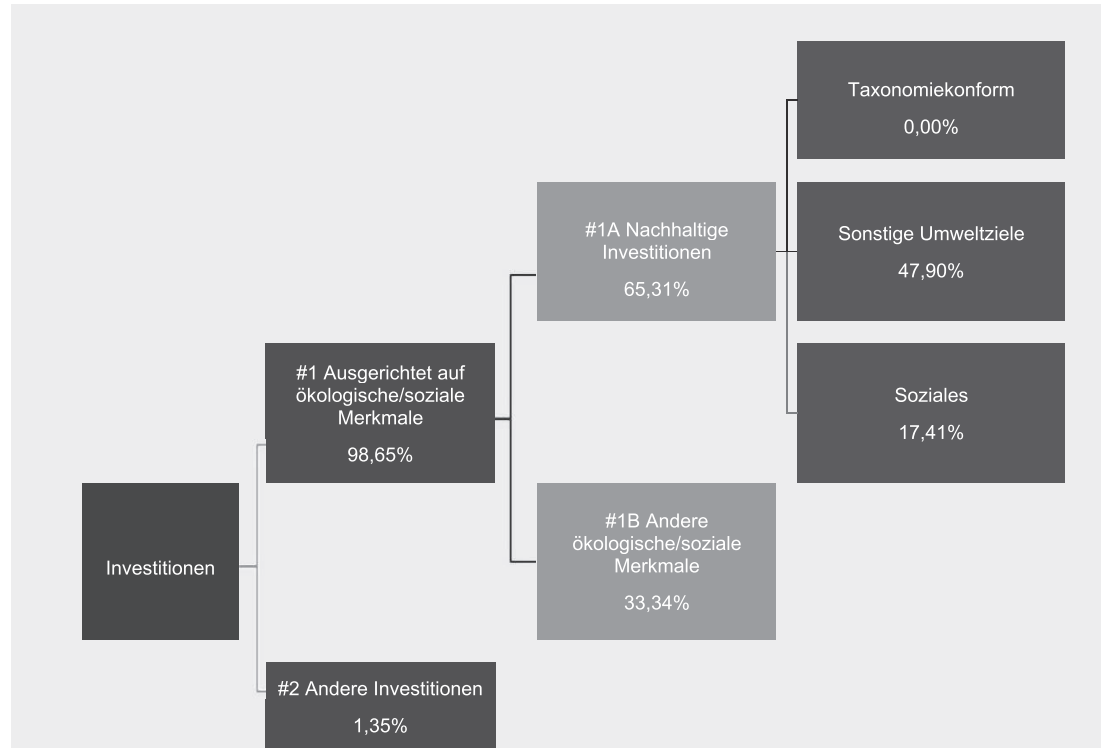 Taxonomiekonform
0,00%
#1A Nachhaltige
Investitionen
65,31%
Sonstige Umweltziele
47,90%
#1 Ausgerichtet auf
ökologische/soziale
Merkmale
98,65%
Soziales
17,41%
Investitionen
#1B Andere
ökologische/soziale
Merkmale
33,34%
#2 Andere Investitionen
1,35%